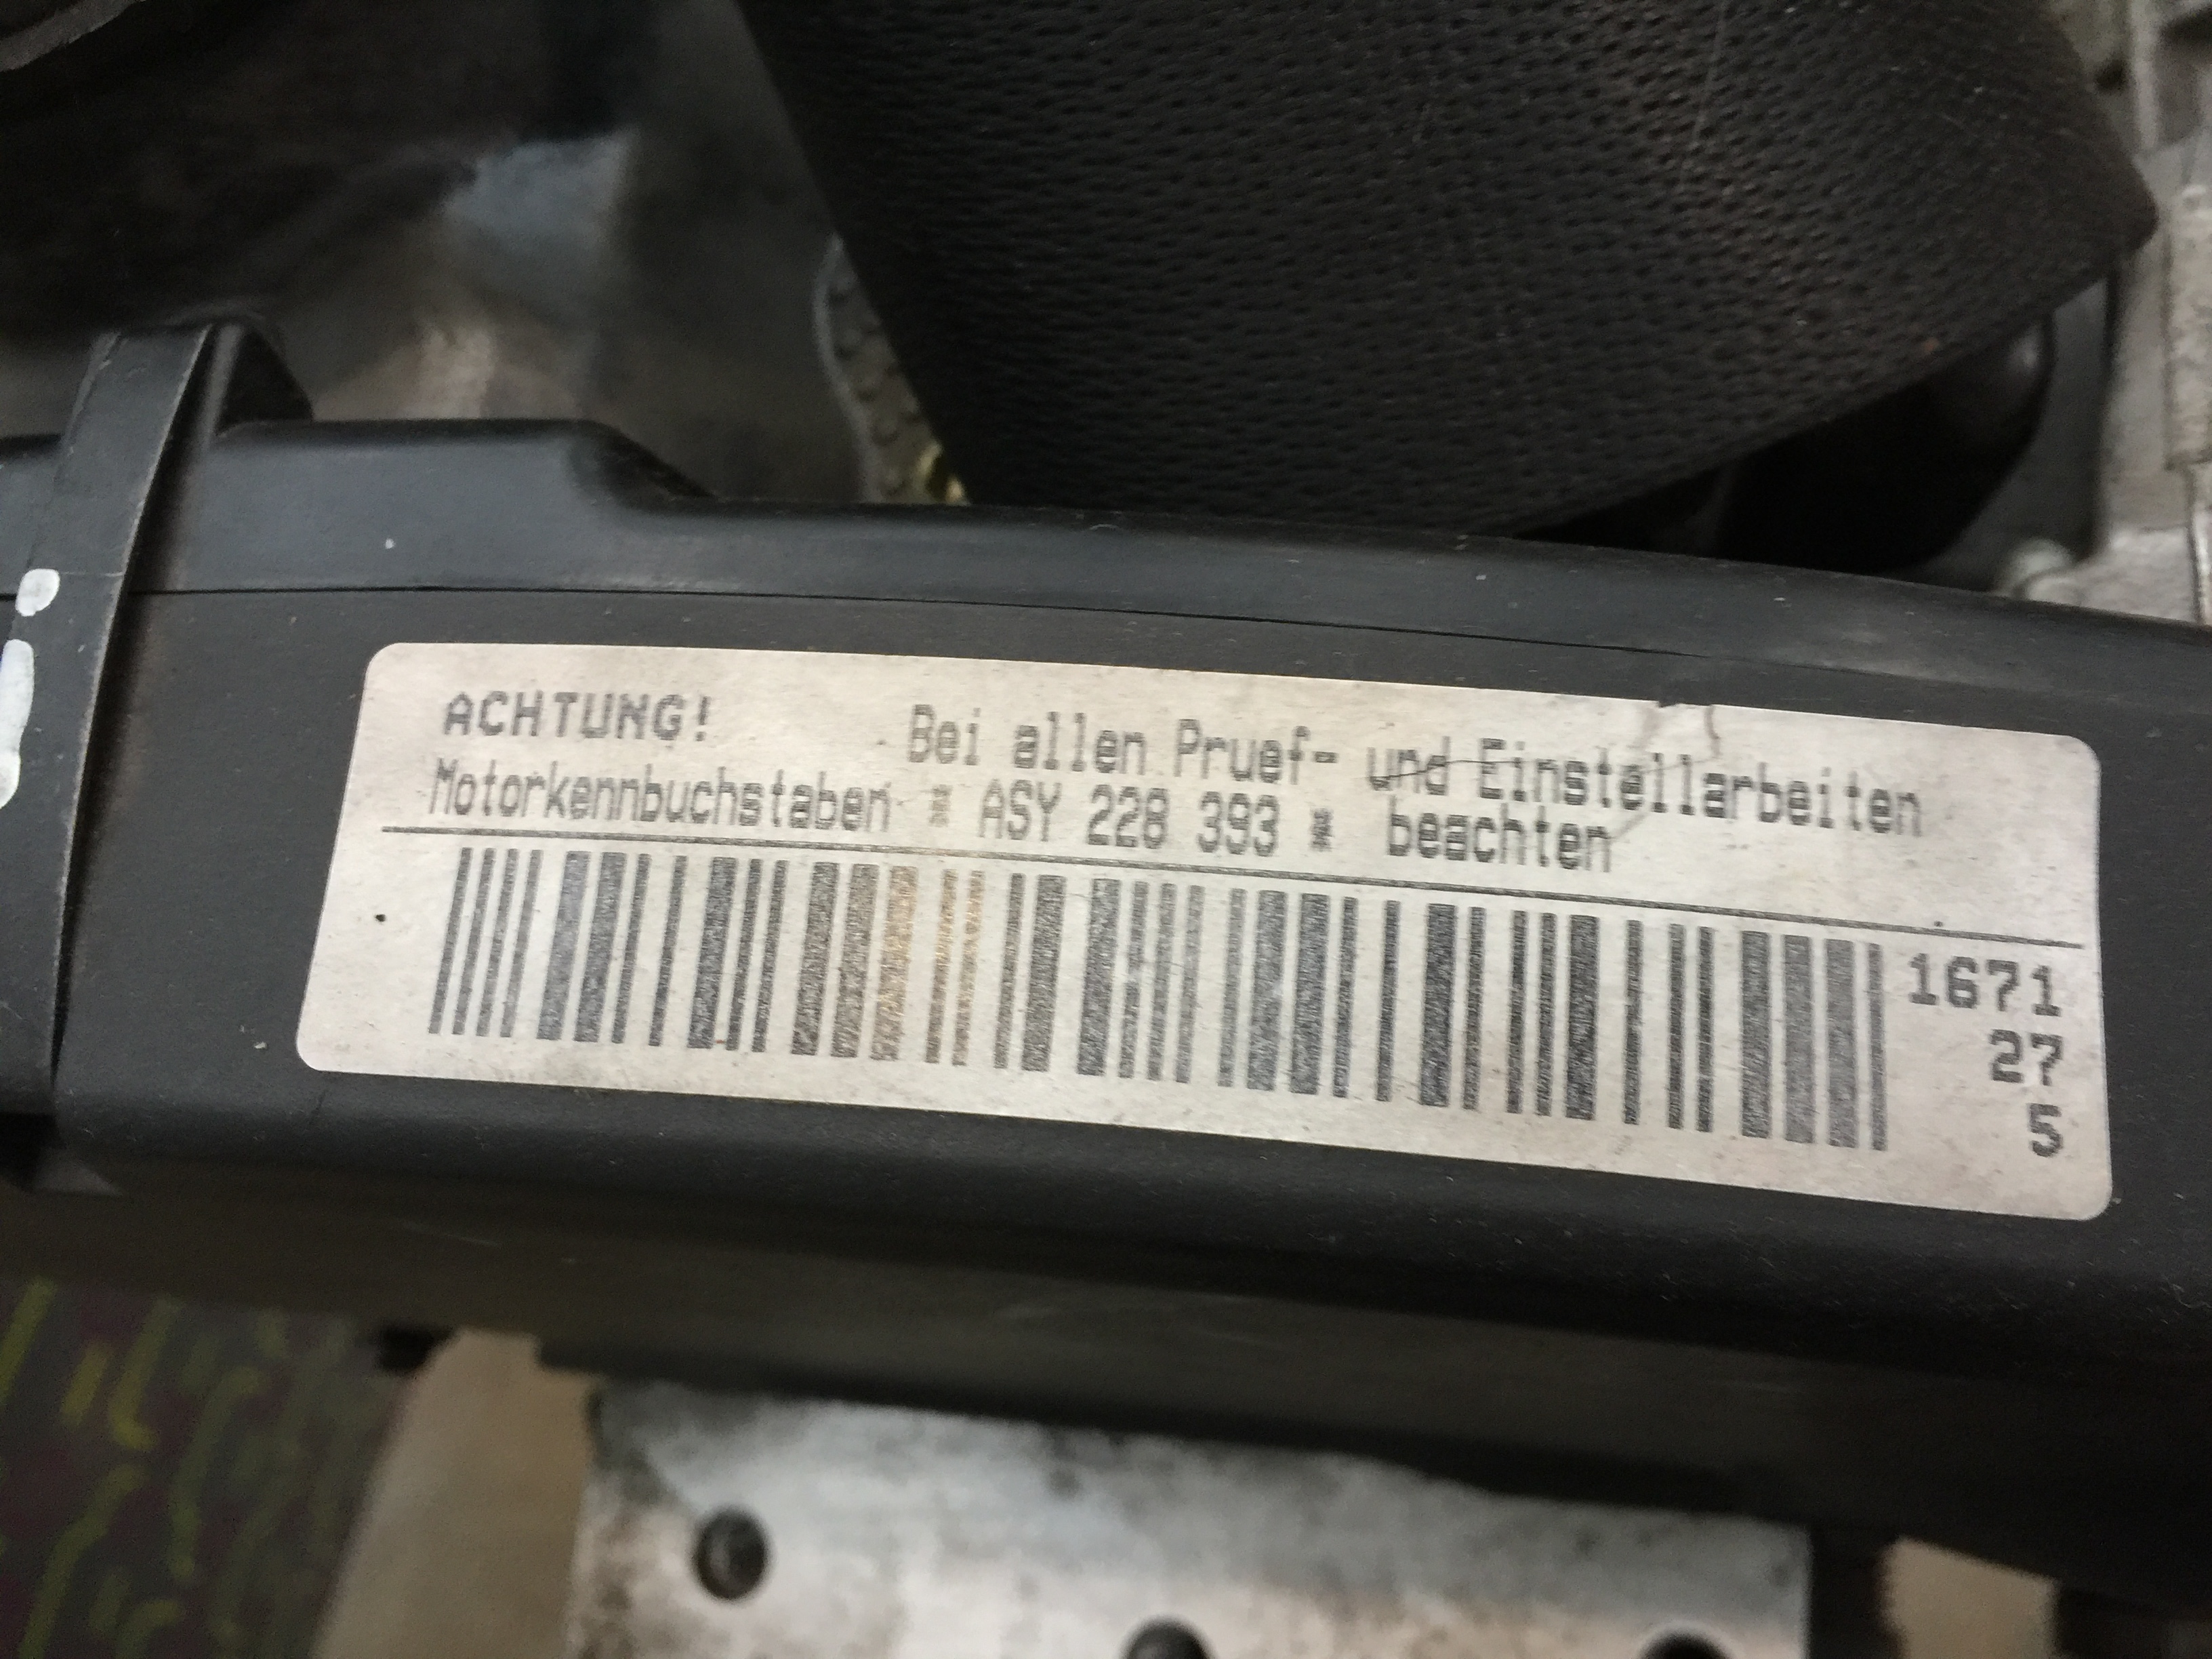 ACHTUNG! Bei allen Pruef- und Einstellarbeiten
Motorkennbuchstaben * ASY 228 393 * beachten
1671
27
5